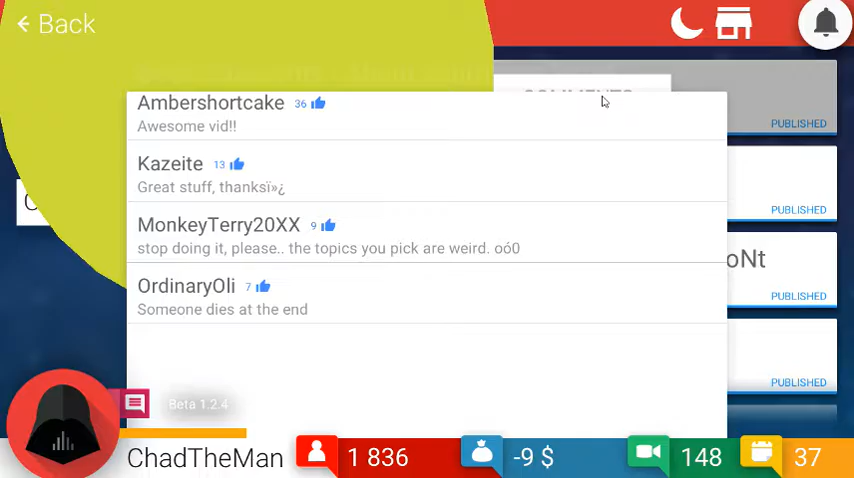 Back
COMMENTS
Ambershortcake 36
Awesome vid!!
PUBLISHED
Kazeite 13
Great stuff, thanksï»¿
PUBLISHED
MonkeyTerry20XX 9
stop doing it, please.. the topics you pick are weird. oó0
oNt
OrdinaryOli 7
PUBLISHED
Someone dies at the end
PUBLISHED
Beta 1.2.4
ChadTheMan
1 836
-9 $
148
37